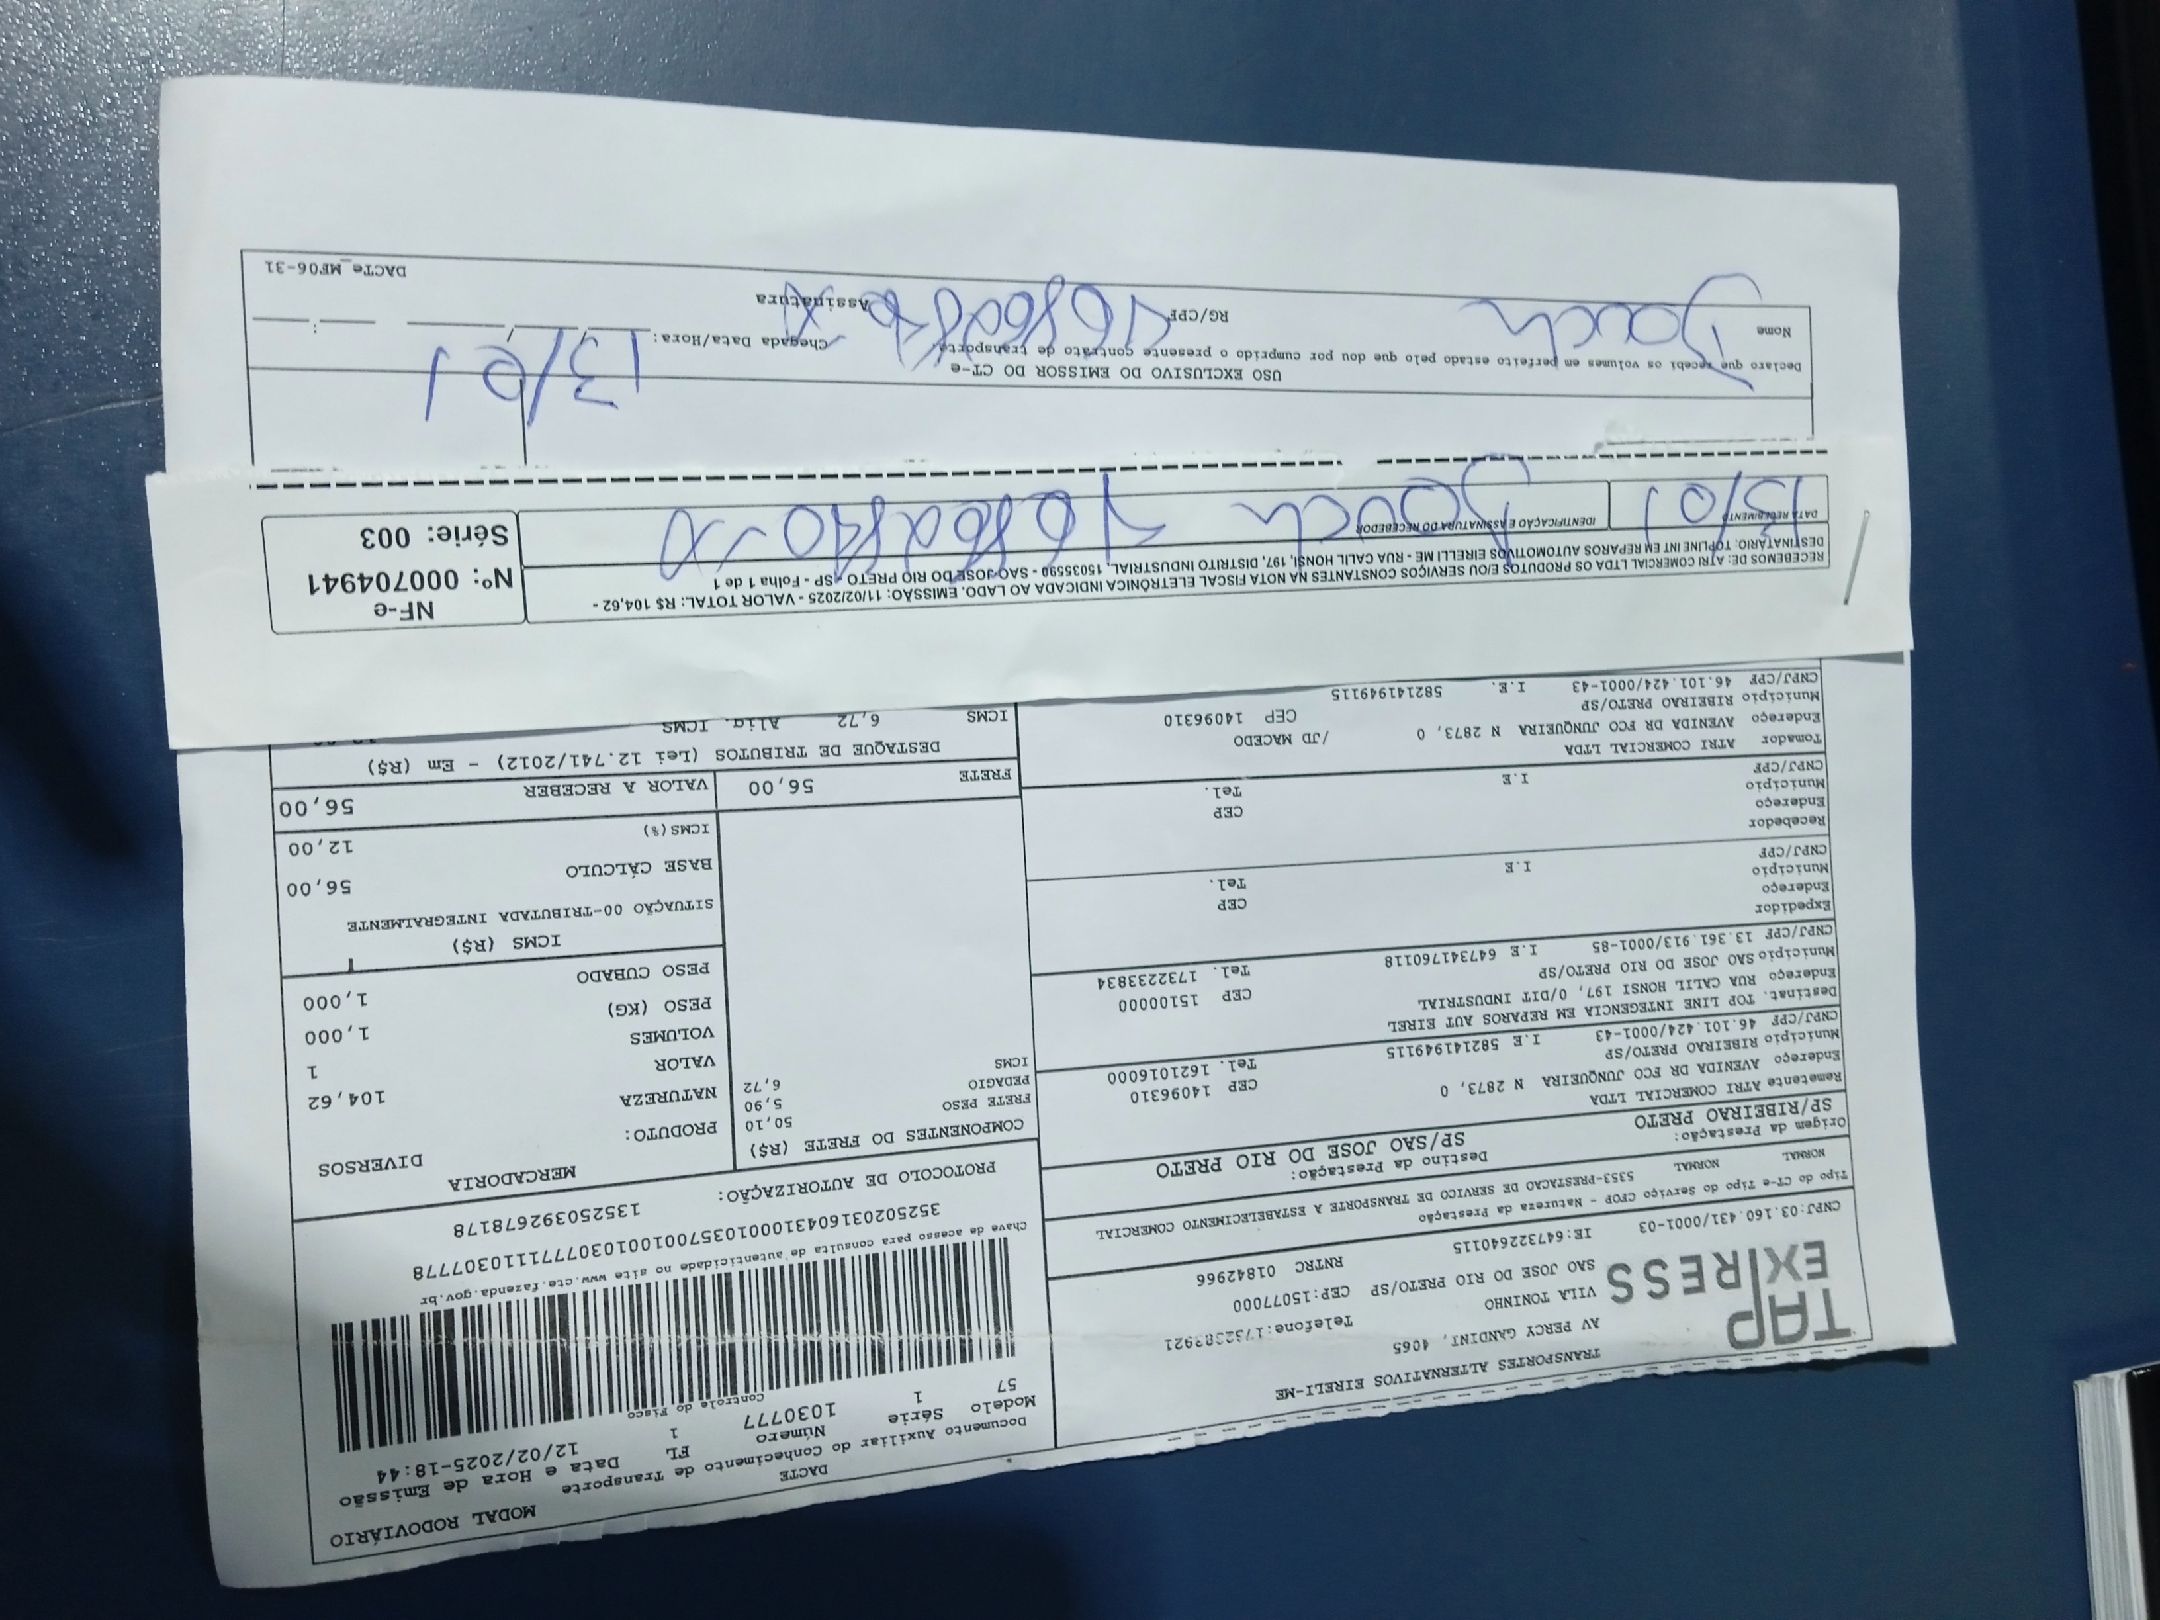 DACTE
Documento Auxiliar do Conhecimento de Transporte
MODAL RODOVIÁRIO
Modelo Série Número FL Data e Hora de Emissão
57 1 1030777 1 12/02/2025-18:44
Controle do Fisco
TRANSPORTES ALTERNATIVOS EIRELI-ME
TAP
EXPRESS
AV PERCY GANDINI, 4065
VILA TONINHO
SAO JOSE DO RIO PRETO/SP CEP:15077000
CNPJ:03.160.431/0001-03 IE:647322640115 RNTRC 01842966
Chave de acesso para consulta de autenticidade no site www.cte.fazenda.gov.br
PROTOCOLO DE AUTORIZAÇÃO: 135250392678178
Tipo do CT-e Tipo do Serviço CFOP - Natureza da Prestação
NORMAL NORMAL 5353-PRESTACAO DE SERVICO DE TRANSPORTE A ESTABELECIMENTO COMERCIAL
Origem da Prestação: Destino da Prestação:
SP/RIBEIRAO PRETO SP/SAO JOSE DO RIO PRETO
Remetente ATRI COMERCIAL LTDA
Endereço AVENIDA DR FCO JUNQUEIRA N 2873, 0 CEP 14096310
Município RIBEIRAO PRETO/SP Tel. 1621016000
CNPJ/CPF 46.101.424/0001-43 I.E 582141949115
Destinat. TOP LINE INTEGENCIA EM REPAROS AUT EIREL
Endereço RUA CALIL HONSI 197, 0/DIT INDUSTRIAL CEP 15100000
Município SAO JOSE DO RIO PRETO/SP Tel. 1732233834
CNPJ/CPF 13.361.913/0001-85 I.E 647341760118
Expedidor
Endereço CEP
Município Tel.
CNPJ/CPF I.E
Recebedor
Endereço CEP
Município Tel.
CNPJ/CPF I.E
Tomador ATRI COMERCIAL LTDA
Endereço AVENIDA DR FCO JUNQUEIRA N 2873, 0 /JD MACEDO
Município RIBEIRAO PRETO/SP CEP 14096310
CNPJ/CPF 46.101.424/0001-43 I.E. 582141949115
COMPONENTES DO FRETE (R$)
FRETE PESO 50,10
PEDAGIO 5,90
ICMS 6,72
MERCADORIA
PRODUTO: DIVERSOS
NATUREZA
VALOR 104,62
VOLUMES 1
PESO (KG) 1,000
PESO CUBADO 1,000
ICMS (R$)
SITUAÇÃO 00-TRIBUTADA INTEGRALMENTE
BASE CÁLCULO 56,00
ICMS(%) 12,00
FRETE 56,00 VALOR A RECEBER 56,00
DESTAQUE DE TRIBUTOS (Lei 12.741/2012) - Em (R$)
ICMS 6,72 Aliq. ICMS
RECEBEMOS DE: ATRI COMERCIAL LTDA OS PRODUTOS E/OU SERVIÇOS CONSTANTES NA NOTA FISCAL ELETRÔNICA INDICADA AO LADO. EMISSÃO: 11/02/2025 - VALOR TOTAL: R$ 104,62 -
DESTINATÁRIO: TOPLINE INT EM REPAROS AUTOMOTIVOS EIRELLI ME - RUA CALIL HONSI, 197, DISTRITO INDUSTRIAL, 15035590 - SAO JOSE DO RIO PRETO - SP - Folha 1 de 1
NF-e
Nº: 000704941
Série: 003
DATA RECEBIMENTO IDENTIFICAÇÃO E ASSINATURA DO RECEBEDOR
USO EXCLUSIVO DO EMISSOR DO CT-e
Declaro que recebi os volumes em perfeito estado pelo que dou por cumprido o presente contrato de transporte.
Nome RG/CPF Assinatura Chegada Data/Hora:
DACTe_MF06-31